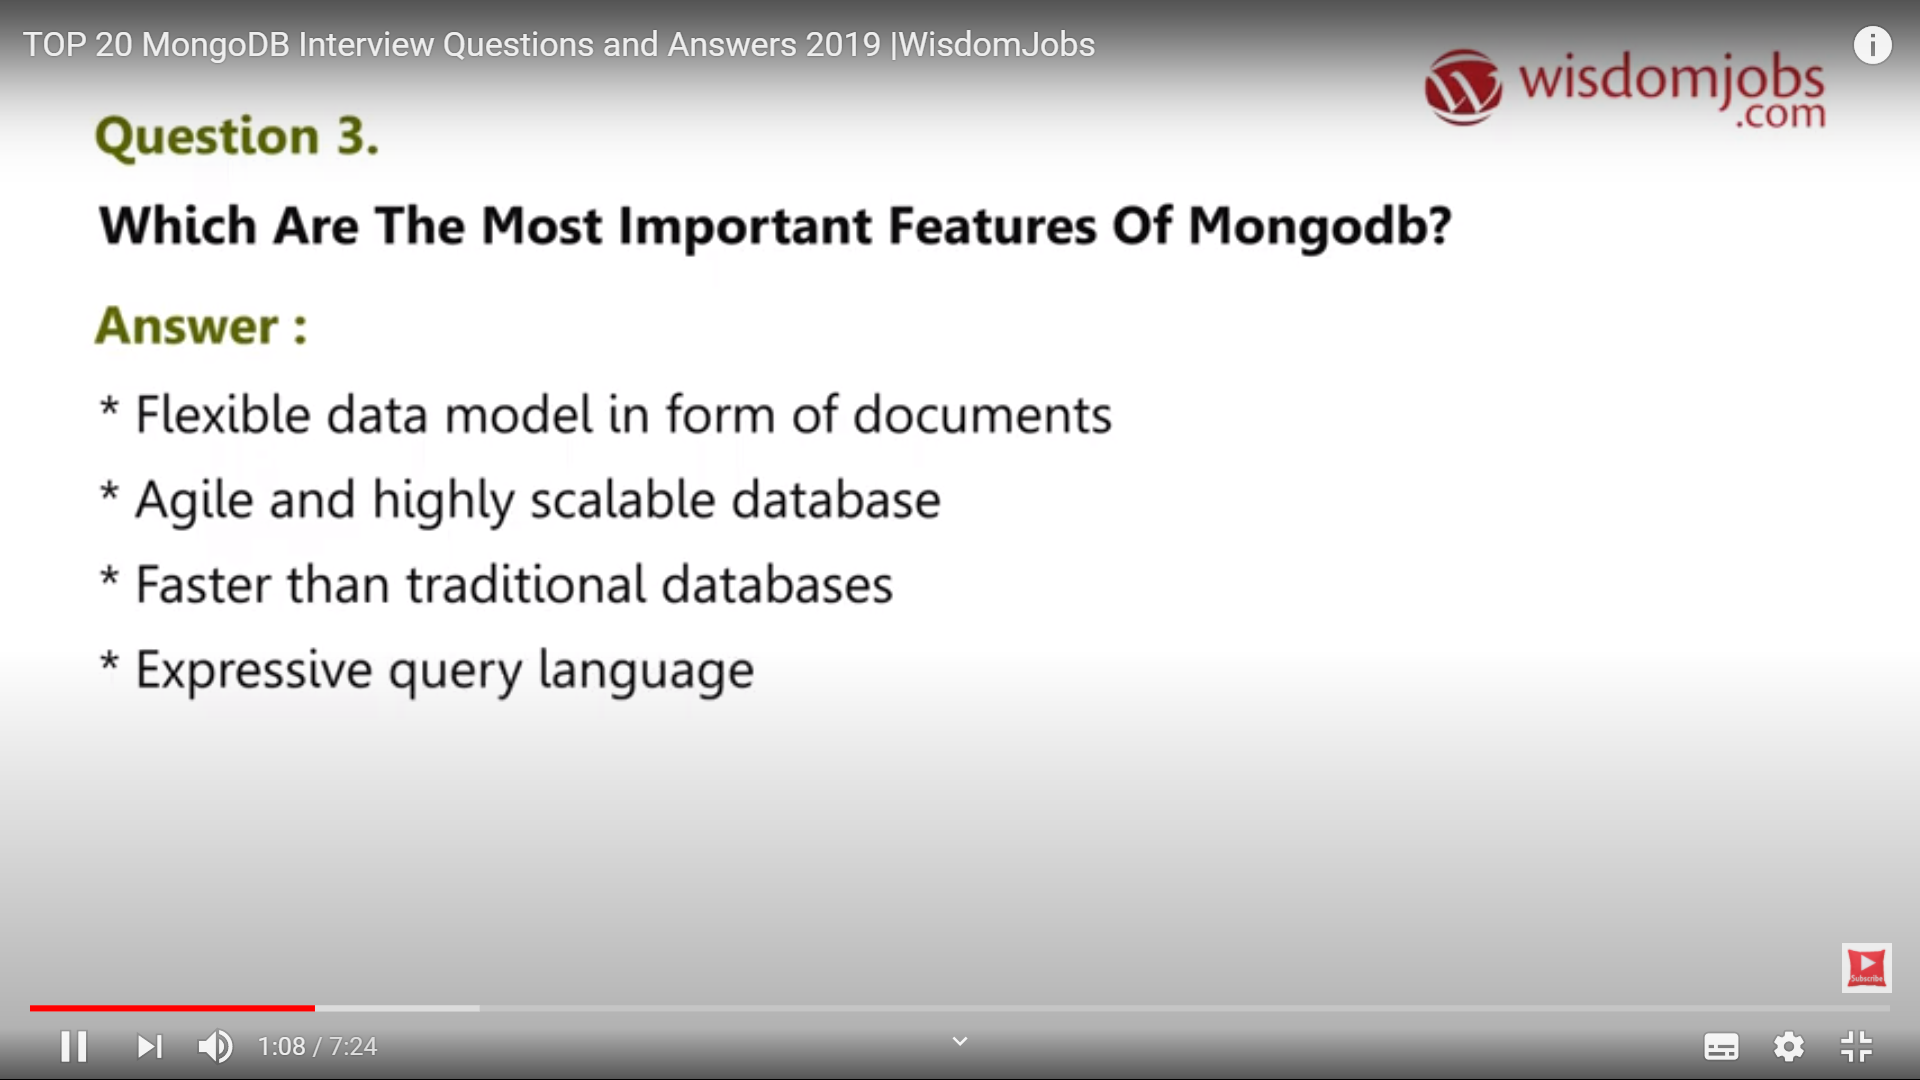 TOP 20 MongoDB Interview Questions and Answers 2019 |WisdomJobs
wisdomjobs
.com
Question 3.
Which Are The Most Important Features Of Mongodb?
Answer :
* Flexible data model in form of documents
* Agile and highly scalable database
* Faster than traditional databases
* Expressive query language
Subscribe
1:08 / 7:24